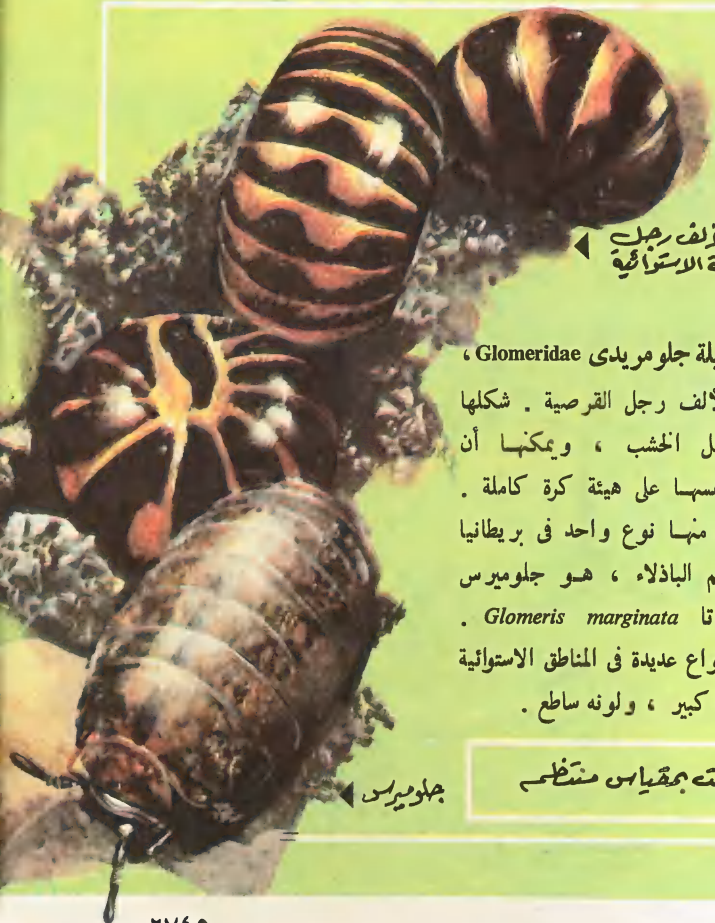 ألف رجل
ة الاستوائية
يلة جلومريدى Glomeridae ،
لألف رجل القرصية . شكلها
ل الخشب ، ويمكنها أن
سها على هيئة كرة كاملة .
منها نوع واحد فى بريطانيا
م الباذلاء ، هو جلوميرس
تا Glomeris marginata .
واع عديدة فى المناطق الاستوائية
كبير ، ولونه ساطع .
ت بمقياس منتظم
جلوميرس